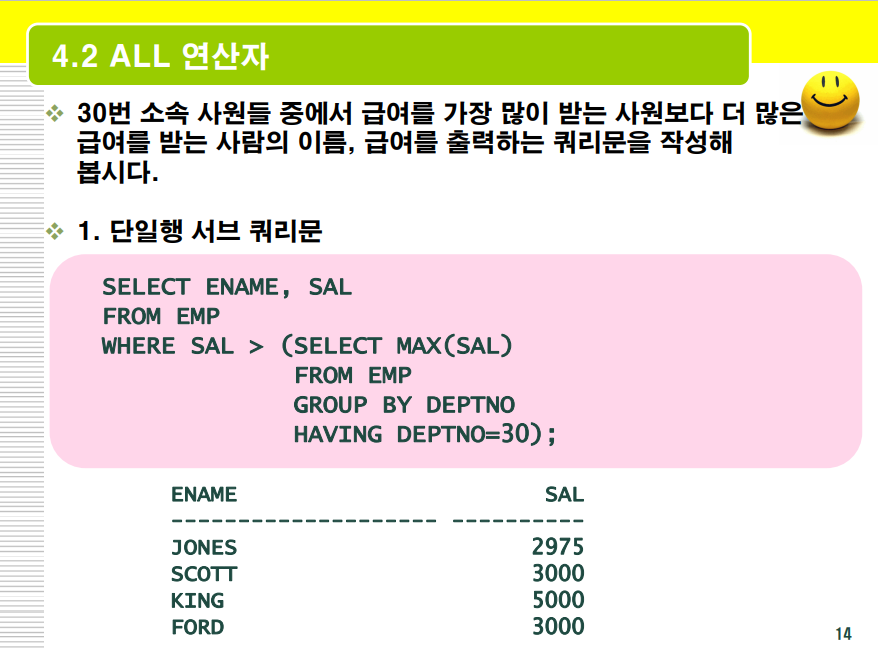 4.2 ALL 연산자
30번 소속 사원들 중에서 급여를 가장 많이 받는 사원보다 더 많은
급여를 받는 사람의 이름, 급여를 출력하는 쿼리문을 작성해
봅시다.
1. 단일행 서브 쿼리문
SELECT ENAME, SAL
FROM EMP
WHERE SAL > (SELECT MAX(SAL)
FROM EMP
GROUP BY DEPTNO
HAVING DEPTNO=30);
ENAME SAL
-------------------- ----------
JONES 2975
SCOTT 3000
KING 5000
FORD 3000
14